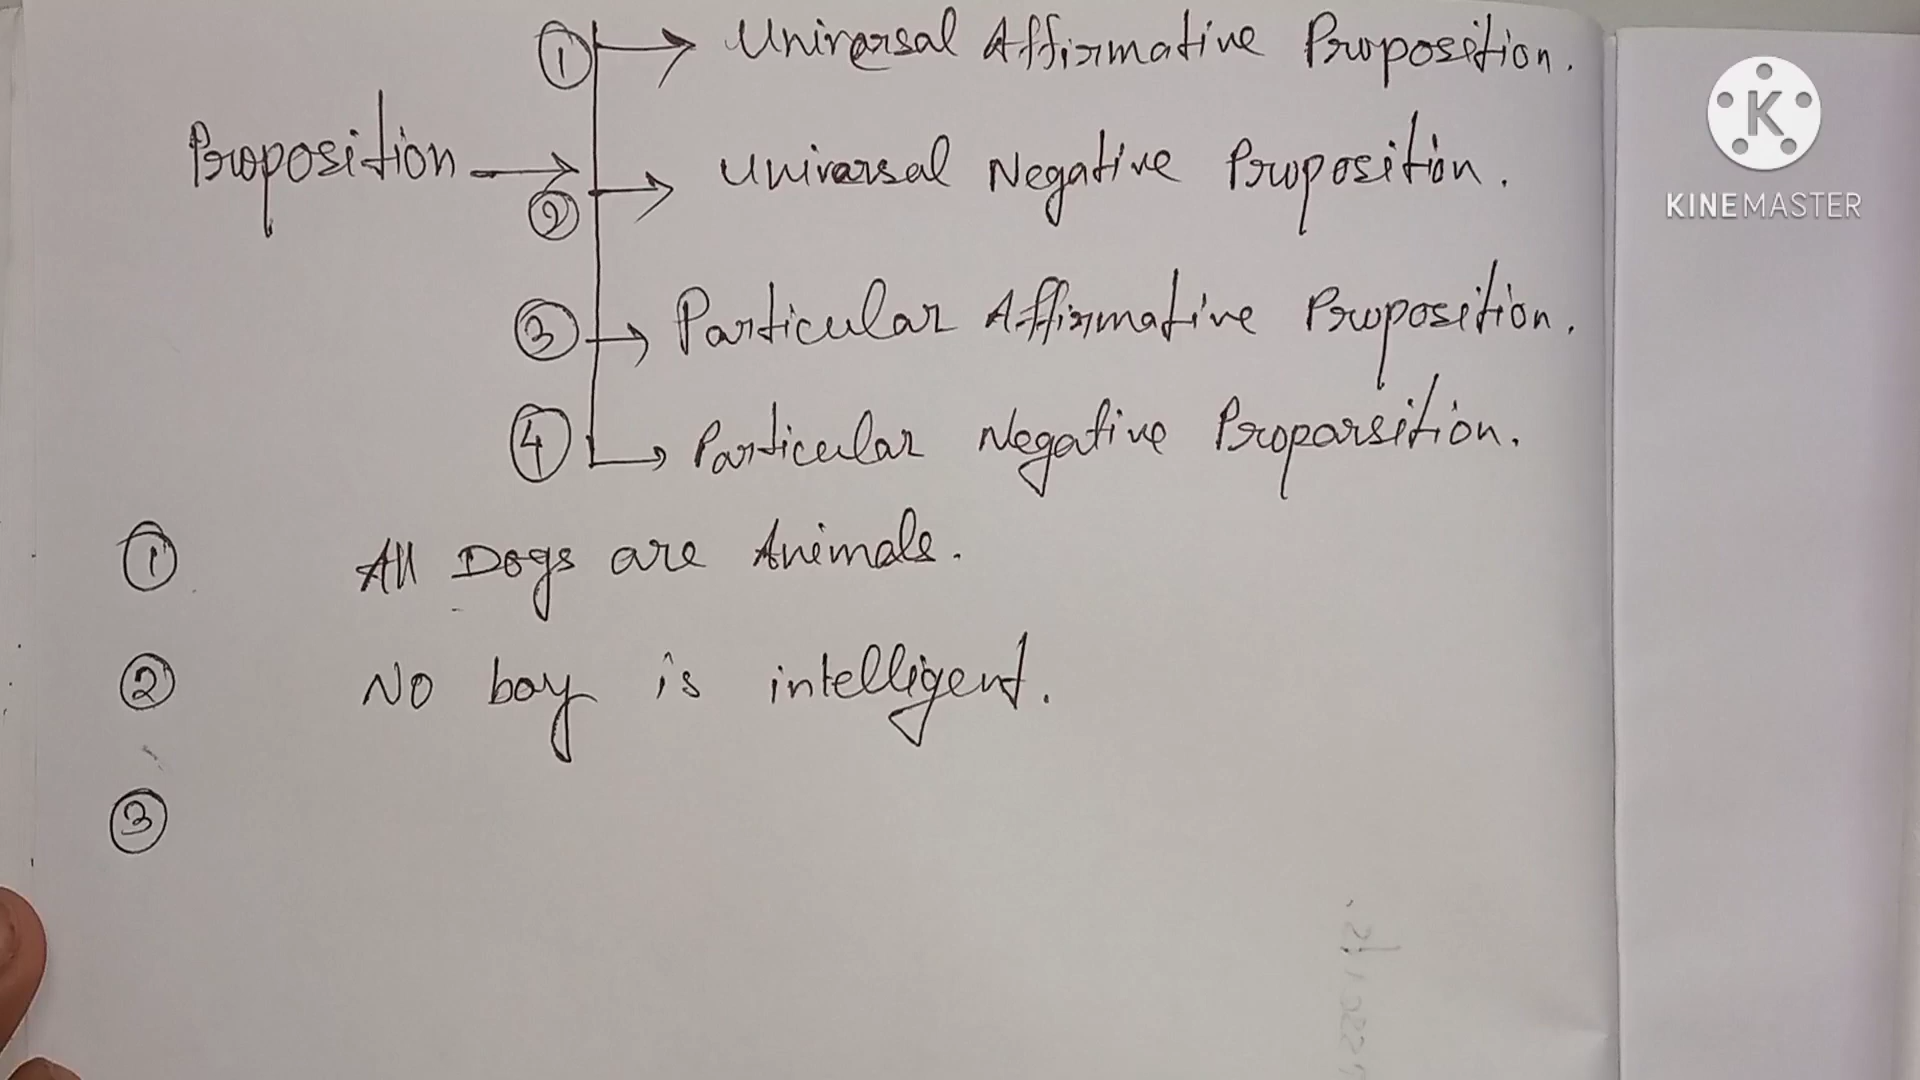 ① → Universal Affirmative Proposition.
Proposition → ② → Universal Negative Proposition.
③ → Particular Affirmative Proposition.
④ → Particular Negative Proparsition.
① All Dogs are Animals.
② No boy is intelligent.
③
K
KINEMASTER